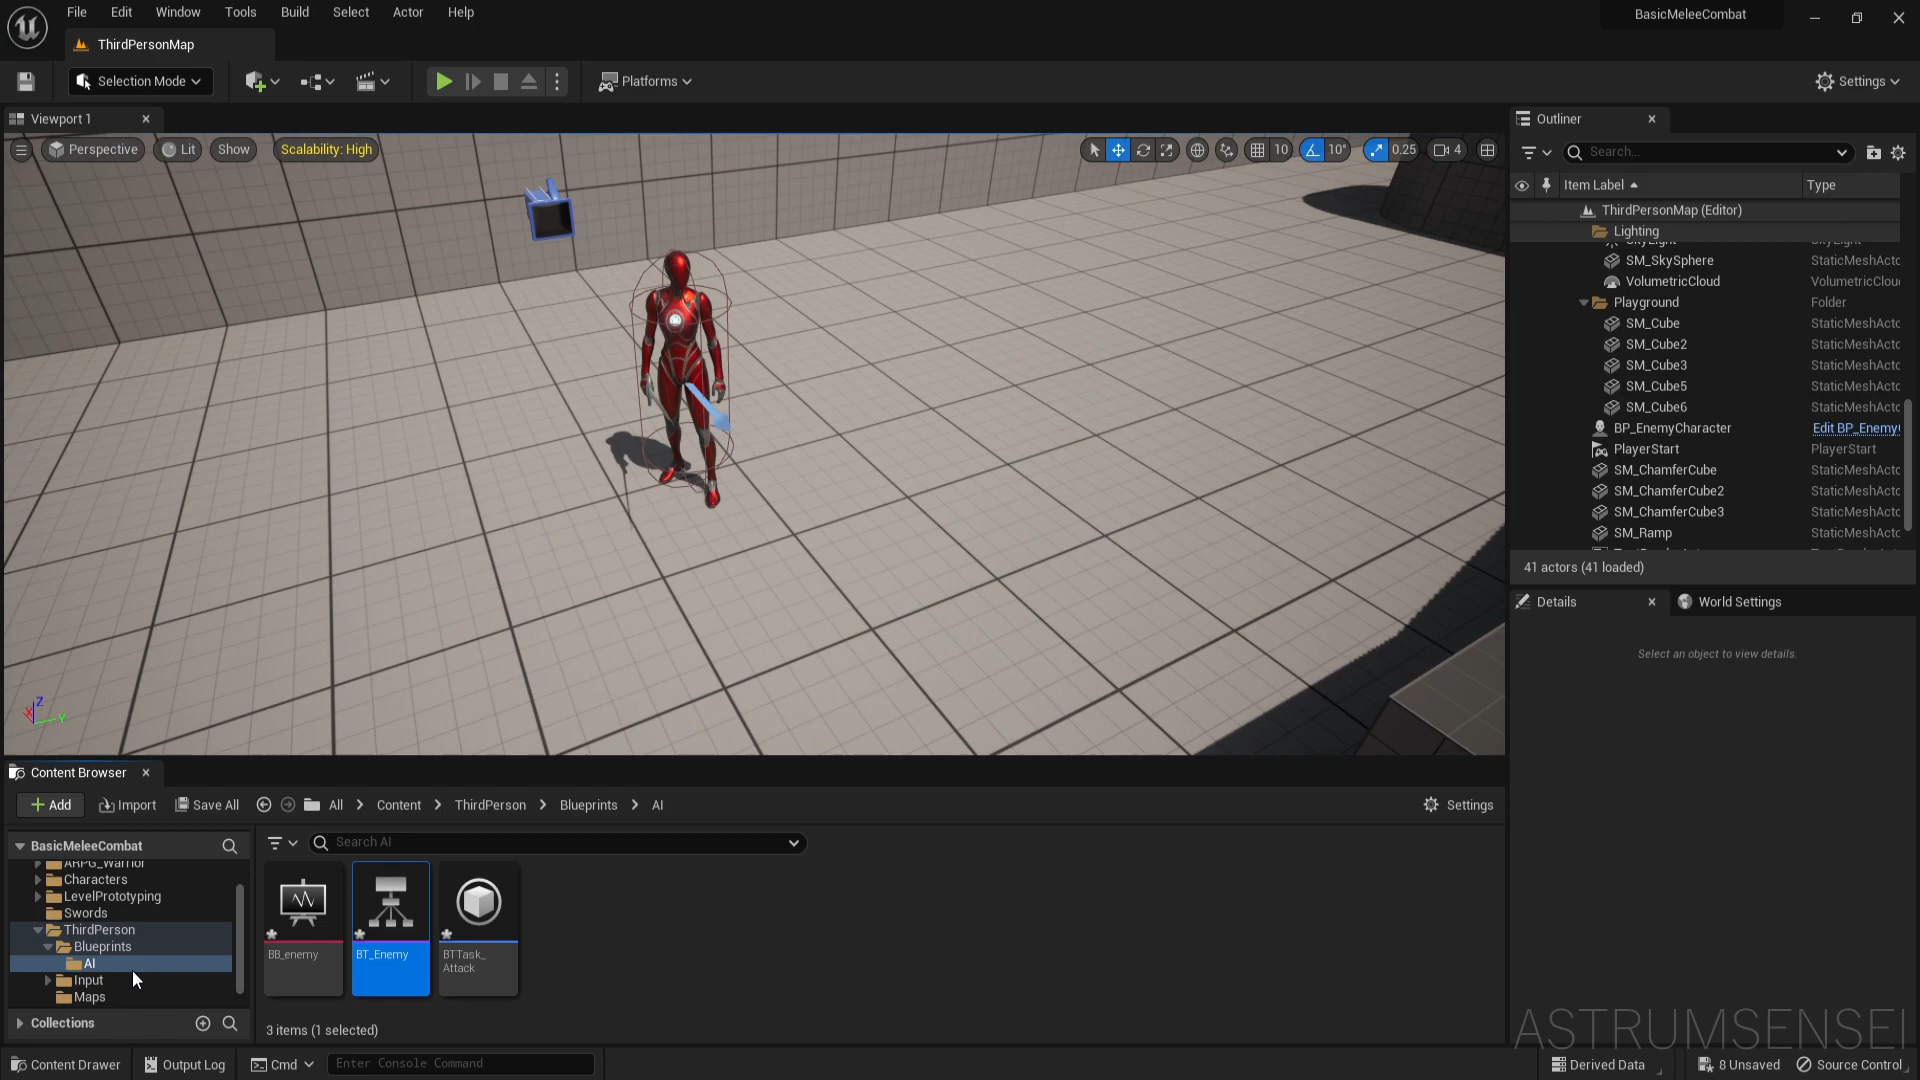 File Edit Window Tools Build Select Actor Help
BasicMeleeCombat
ThirdPersonMap
Selection Mode
Platforms
Settings
Viewport 1
Perspective Lit Show Scalability: High
10 10° 0.25 4
Outliner
Search...
Item Label Type
ThirdPersonMap (Editor)
Lighting
SM_SkySphere StaticMeshActo
VolumetricCloud VolumetricClou
Playground Folder
SM_Cube StaticMeshActo
SM_Cube2 StaticMeshActo
SM_Cube3 StaticMeshActo
SM_Cube5 StaticMeshActo
SM_Cube6 StaticMeshActo
BP_EnemyCharacter Edit BP_Enemy
PlayerStart PlayerStart
SM_ChamferCube StaticMeshActo
SM_ChamferCube2 StaticMeshActo
SM_ChamferCube3 StaticMeshActo
SM_Ramp StaticMeshActo
41 actors (41 loaded)
Details World Settings
Select an object to view details.
Z
X
Y
Content Browser
Add Import Save All All Content ThirdPerson Blueprints AI Settings
BasicMeleeCombat
Search AI
ARPG_Warrior
Characters
LevelPrototyping
Swords
ThirdPerson
Blueprints
AI
Input
Maps
BB_enemy
BT_Enemy
BTTask_
Attack
Collections
3 items (1 selected)
ASTRUMSENSEI
Content Drawer Output Log Cmd Enter Console Command Derived Data 8 Unsaved Source Control